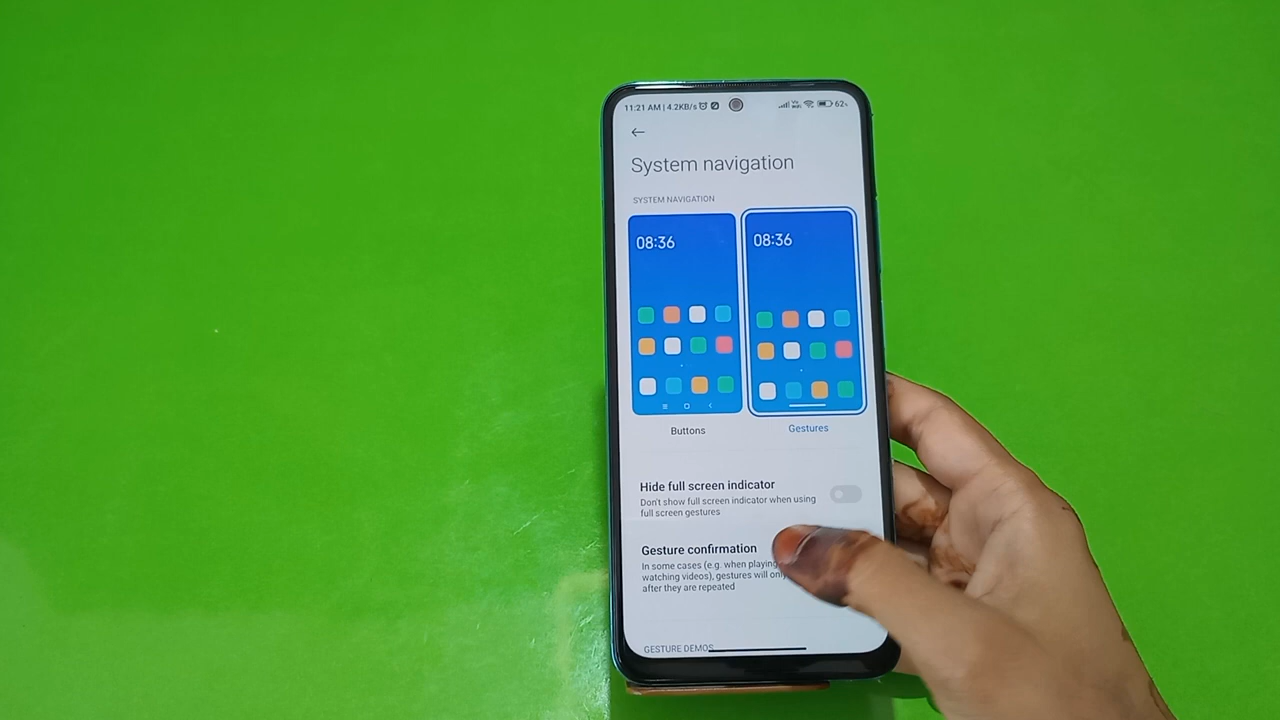 11:21 AM | 4.2KB/s
62
System navigation
SYSTEM NAVIGATION
08:36
08:36
Buttons
Gestures
Hide full screen indicator
Don't show full screen indicator when using
full screen gestures
Gesture confirmation
In some cases (e.g. when playing
watching videos), gestures will
after they are repeated
GESTURE DEMOS